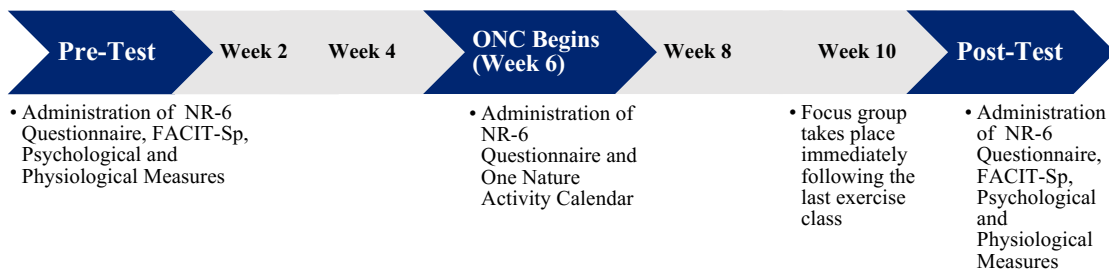 Pre-Test
Week 2
Week 4
ONC Begins
(Week 6)
Week 8
Week 10
Post-Test
• Administration of NR-6
Questionnaire, FACIT-Sp,
Psychological and
Physiological Measures
• Administration of
NR-6
Questionnaire and
One Nature
Activity Calendar
• Focus group
takes place
immediately
following the
last exercise
class
• Administration
of NR-6
Questionnaire,
FACIT-Sp,
Psychological
and
Physiological
Measures